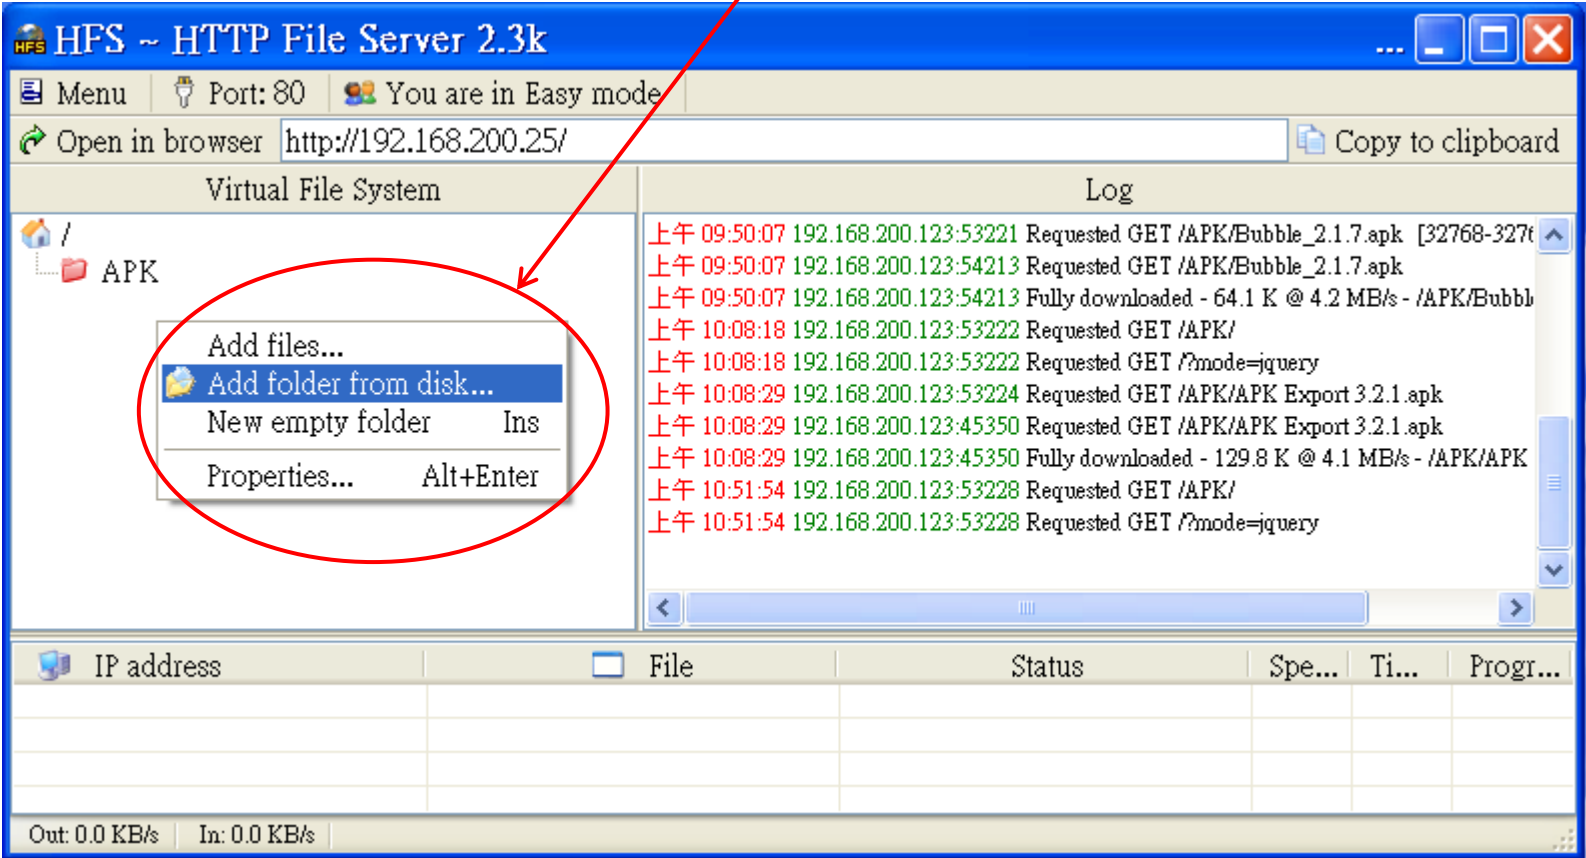 HFS ~ HTTP File Server 2.3k ...
Menu Port: 80 You are in Easy mode
Open in browser http://192.168.200.25/ Copy to clipboard
Virtual File System
/
APK
Add files...
Add folder from disk...
New empty folder Ins
Properties... Alt+Enter
Log
上午 09:50:07 192.168.200.123:53221 Requested GET /APK/Bubble_2.1.7.apk [32768-3276
上午 09:50:07 192.168.200.123:54213 Requested GET /APK/Bubble_2.1.7.apk
上午 09:50:07 192.168.200.123:54213 Fully downloaded - 64.1 K @ 4.2 MB/s - /APK/Bubbl
上午 10:08:18 192.168.200.123:53222 Requested GET /APK/
上午 10:08:18 192.168.200.123:53222 Requested GET /?mode=jquery
上午 10:08:29 192.168.200.123:53224 Requested GET /APK/APK Export 3.2.1.apk
上午 10:08:29 192.168.200.123:45350 Requested GET /APK/APK Export 3.2.1.apk
上午 10:08:29 192.168.200.123:45350 Fully downloaded - 129.8 K @ 4.1 MB/s - /APK/APK
上午 10:51:54 192.168.200.123:53228 Requested GET /APK/
上午 10:51:54 192.168.200.123:53228 Requested GET /?mode=jquery
IP address File Status Spe... Ti... Progr...
Out: 0.0 KB/s In: 0.0 KB/s